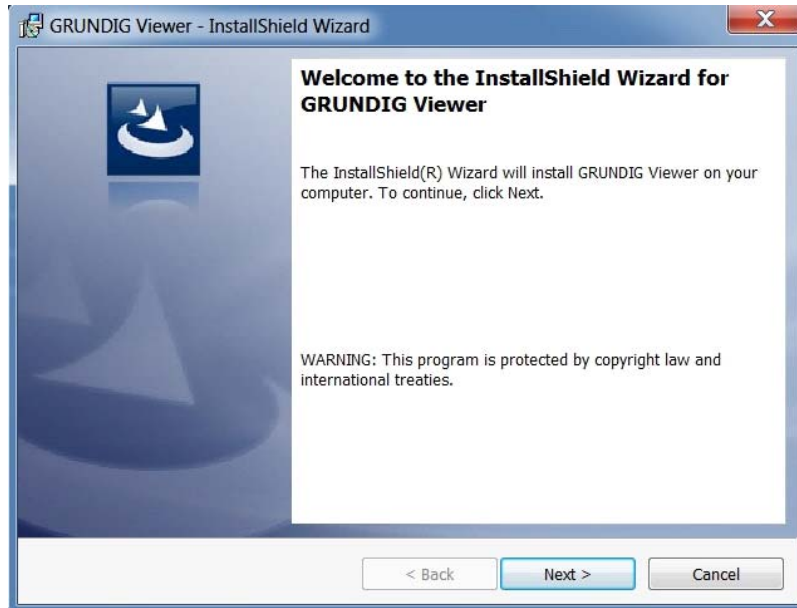 GRUNDIG Viewer - InstallShield Wizard
Welcome to the InstallShield Wizard for
GRUNDIG Viewer
The InstallShield(R) Wizard will install GRUNDIG Viewer on your
computer. To continue, click Next.
WARNING: This program is protected by copyright law and
international treaties.
< Back
Next >
Cancel